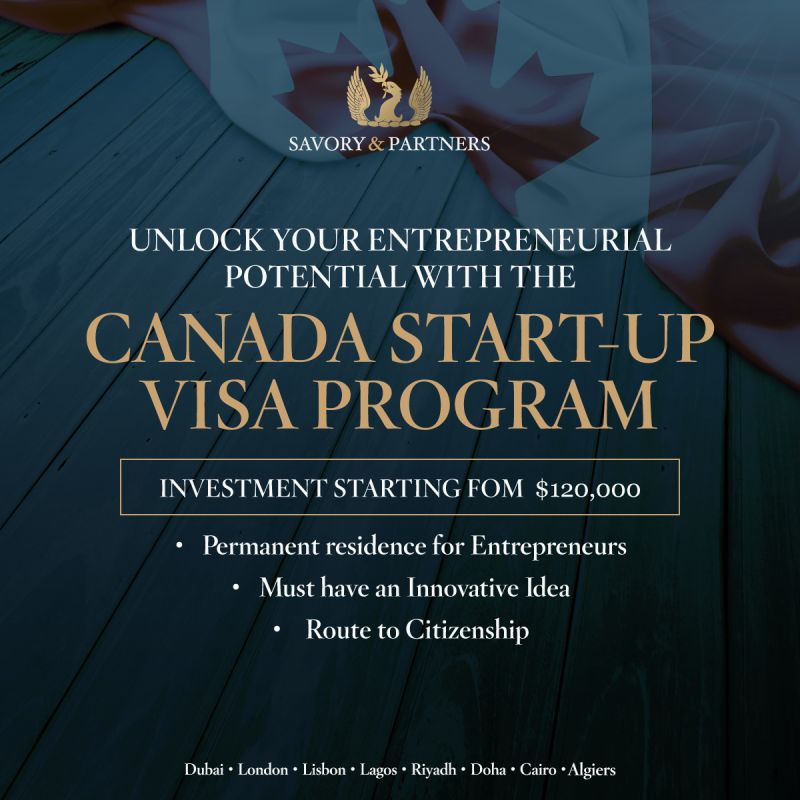 SAVORY & PARTNERS
UNLOCK YOUR ENTREPRENEURIAL
POTENTIAL WITH THE
CANADA START-UP
VISA PROGRAM
INVESTMENT STARTING FOM $120,000
• Permanent residence for Entrepreneurs
• Must have an Innovative Idea
• Route to Citizenship
Dubai • London • Lisbon • Lagos • Riyadh • Doha • Cairo • Algiers